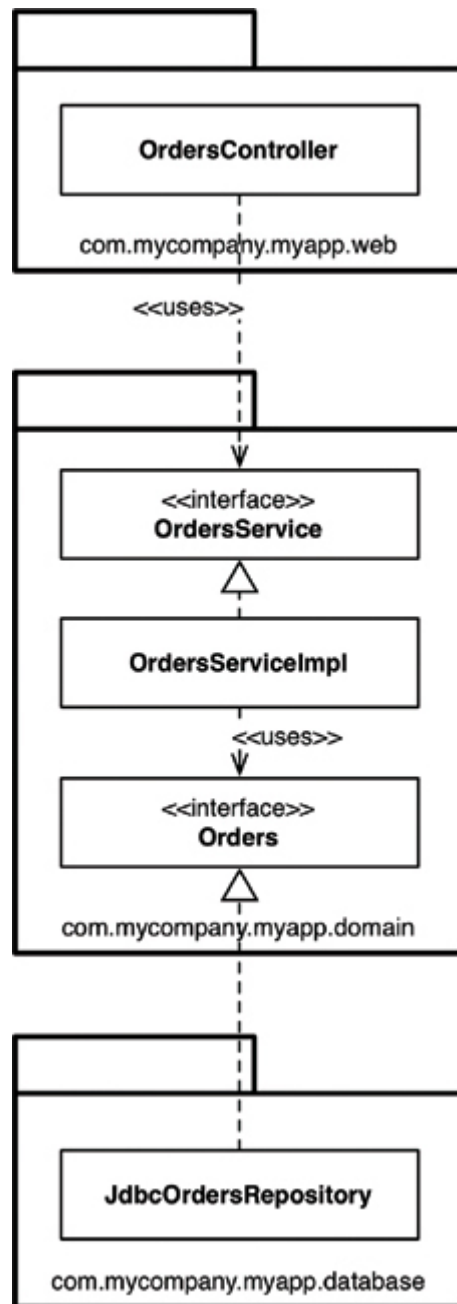 OrdersController
com.mycompany.myapp.web
<<uses>>
<<interface>>
OrdersService
OrdersServiceImpl
<<uses>>
<<interface>>
Orders
com.mycompany.myapp.domain
JdbcOrdersRepository
com.mycompany.myapp.database